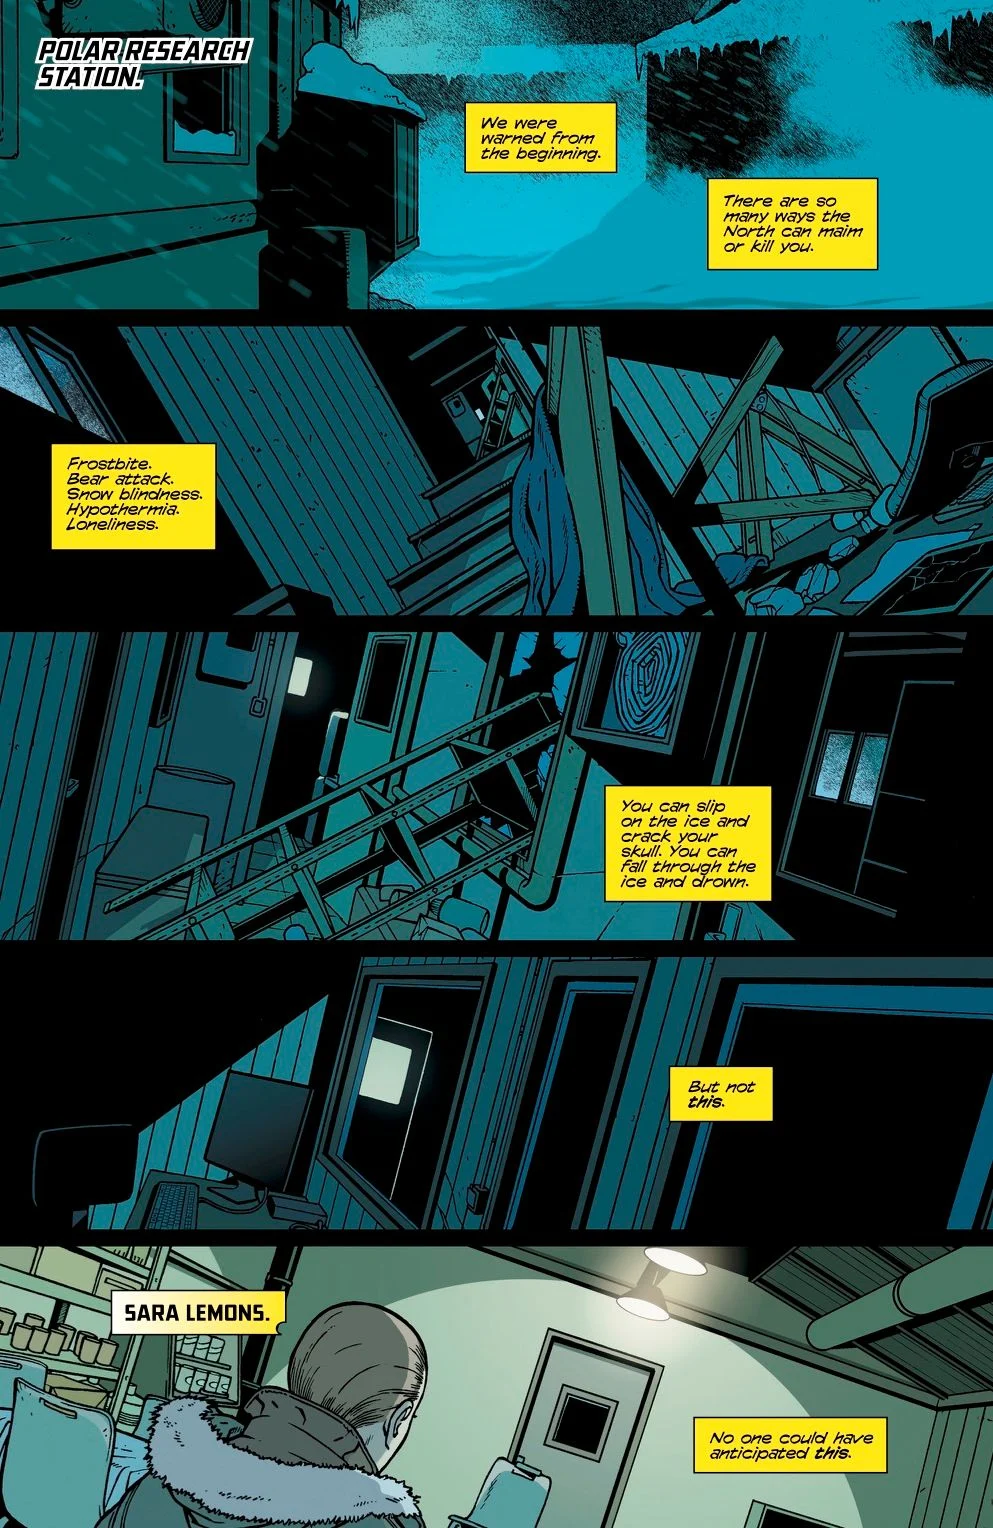 POLAR RESEARCH
STATION.
We were
warned from
the beginning.
There are so
many ways the
North can maim
or kill you.
Frostbite.
Bear attack.
Snow blindness.
Hypothermia.
Loneliness.
You can slip
on the ice and
crack your
skull. You can
fall through the
ice and drown.
But not
this.
SARA LEMONS.
No one could have
anticipated this.